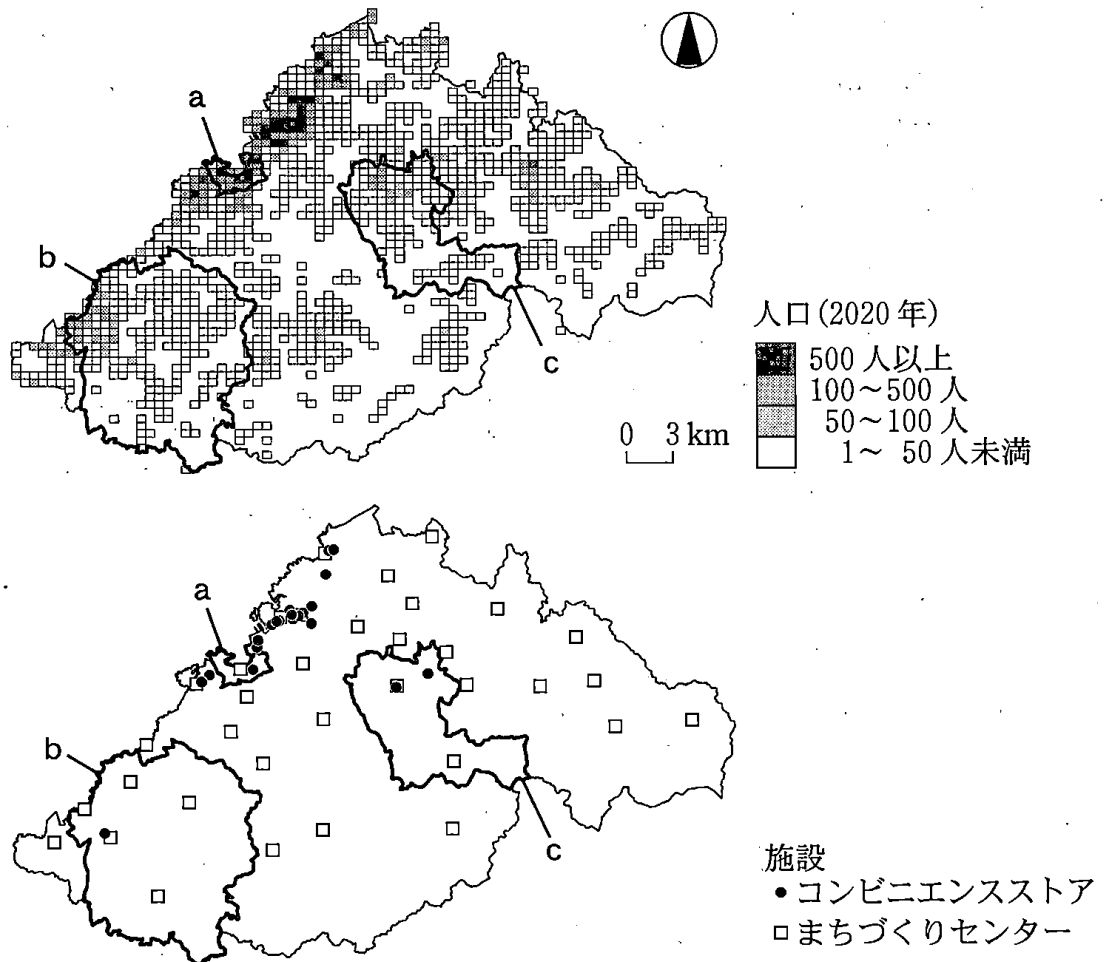 a
b
c
人口(2020年)
500人以上
100～500人
50～100人
1～ 50人未満
0 3km
a
b
c
施設
●コンビニエンスストア
□まちづくりセンター